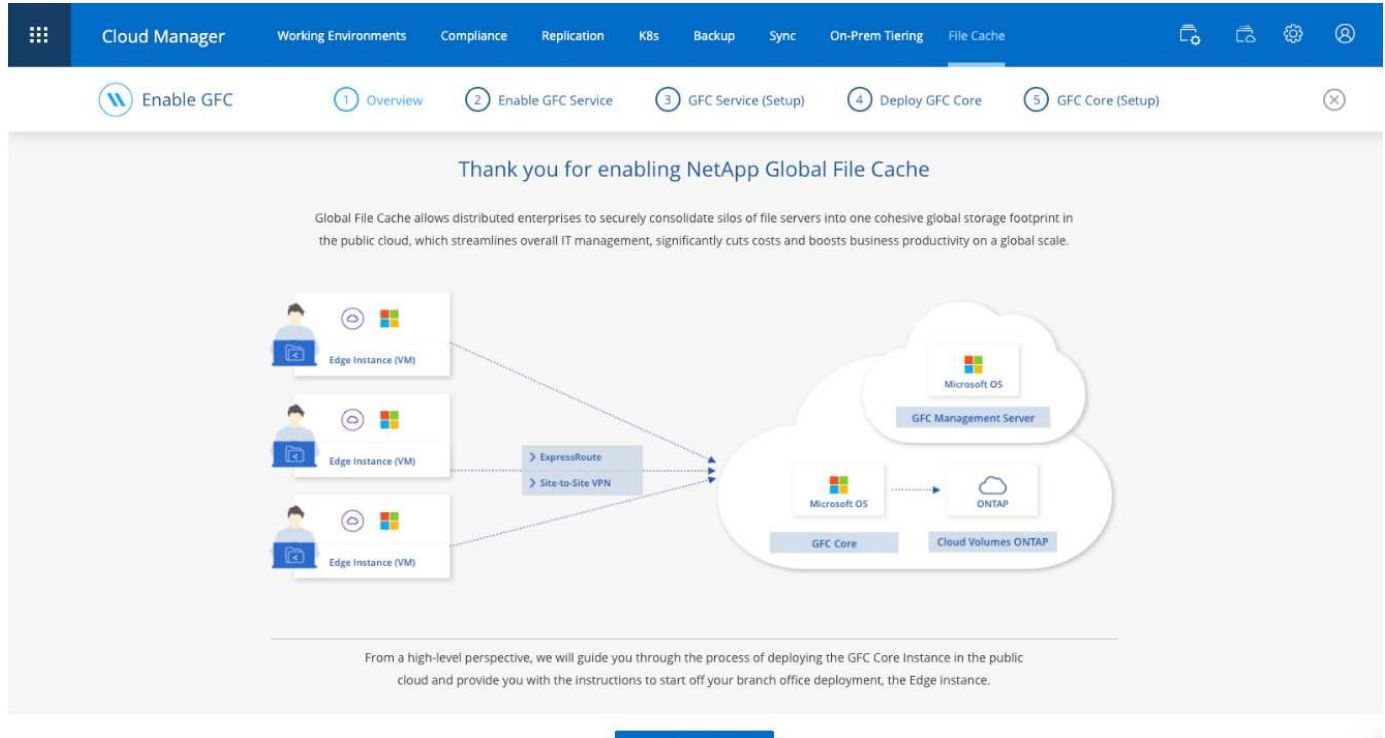 Cloud Manager Working Environments Compliance Replication K8s Backup Sync On-Prem Tiering File Cache
Enable GFC 1 Overview 2 Enable GFC Service 3 GFC Service (Setup) 4 Deploy GFC Core 5 GFC Core (Setup)
Thank you for enabling NetApp Global File Cache
Global File Cache allows distributed enterprises to securely consolidate silos of file servers into one cohesive global storage footprint in
the public cloud, which streamlines overall IT management, significantly cuts costs and boosts business productivity on a global scale.
Edge Instance (VM)
Edge Instance (VM)
Edge Instance (VM)
ExpressRoute
Site-to-Site VPN
Microsoft OS
GFC Management Server
Microsoft OS
GFC Core
ONTAP
Cloud Volumes ONTAP
From a high-level perspective, we will guide you through the process of deploying the GFC Core Instance in the public
cloud and provide you with the instructions to start off your branch office deployment, the Edge instance.